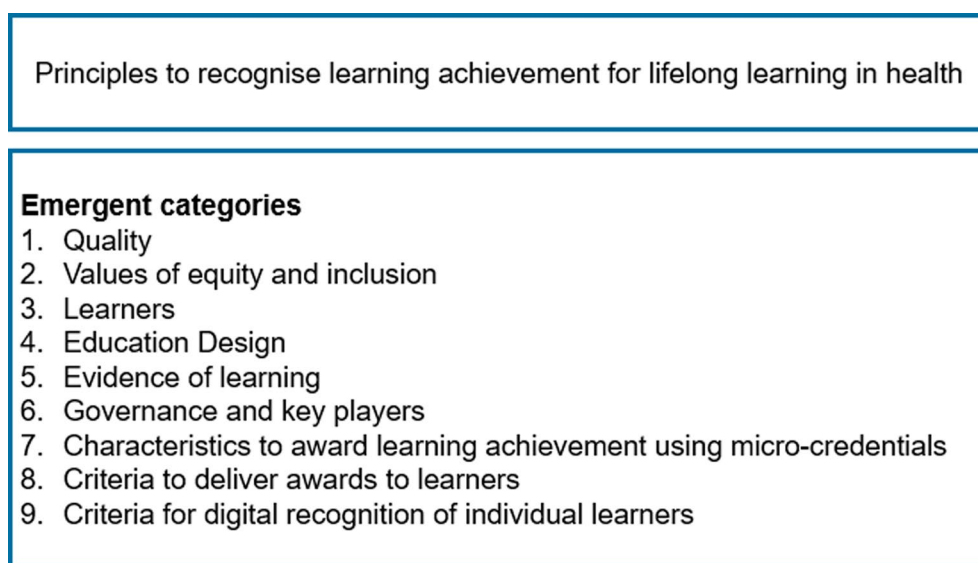 Principles to recognise learning achievement for lifelong learning in health
Emergent categories
1. Quality
2. Values of equity and inclusion
3. Learners
4. Education Design
5. Evidence of learning
6. Governance and key players
7. Characteristics to award learning achievement using micro-credentials
8. Criteria to deliver awards to learners
9. Criteria for digital recognition of individual learners